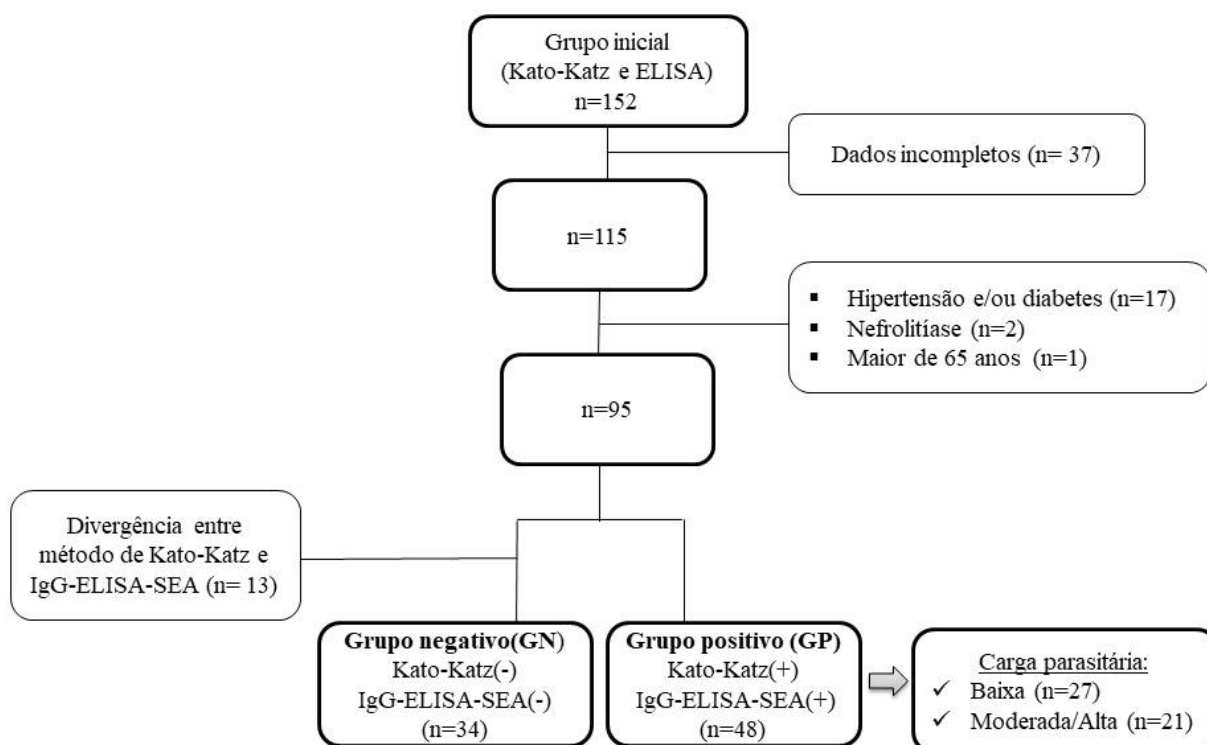 Grupo inicial
(Kato-Katz e ELISA)
n=152
Dados incompletos (n= 37)
n=115
▪ Hipertensão e/ou diabetes (n=17)
▪ Nefrolitíase (n=2)
▪ Maior de 65 anos (n=1)
n=95
Divergência entre
método de Kato-Katz e
IgG-ELISA-SEA (n= 13)
Grupo negativo(GN)
Kato-Katz(-)
IgG-ELISA-SEA(-)
(n=34)
Grupo positivo (GP)
Kato-Katz(+)
IgG-ELISA-SEA(+)
(n=48)
Carga parasitária:
✓ Baixa (n=27)
✓ Moderada/Alta (n=21)